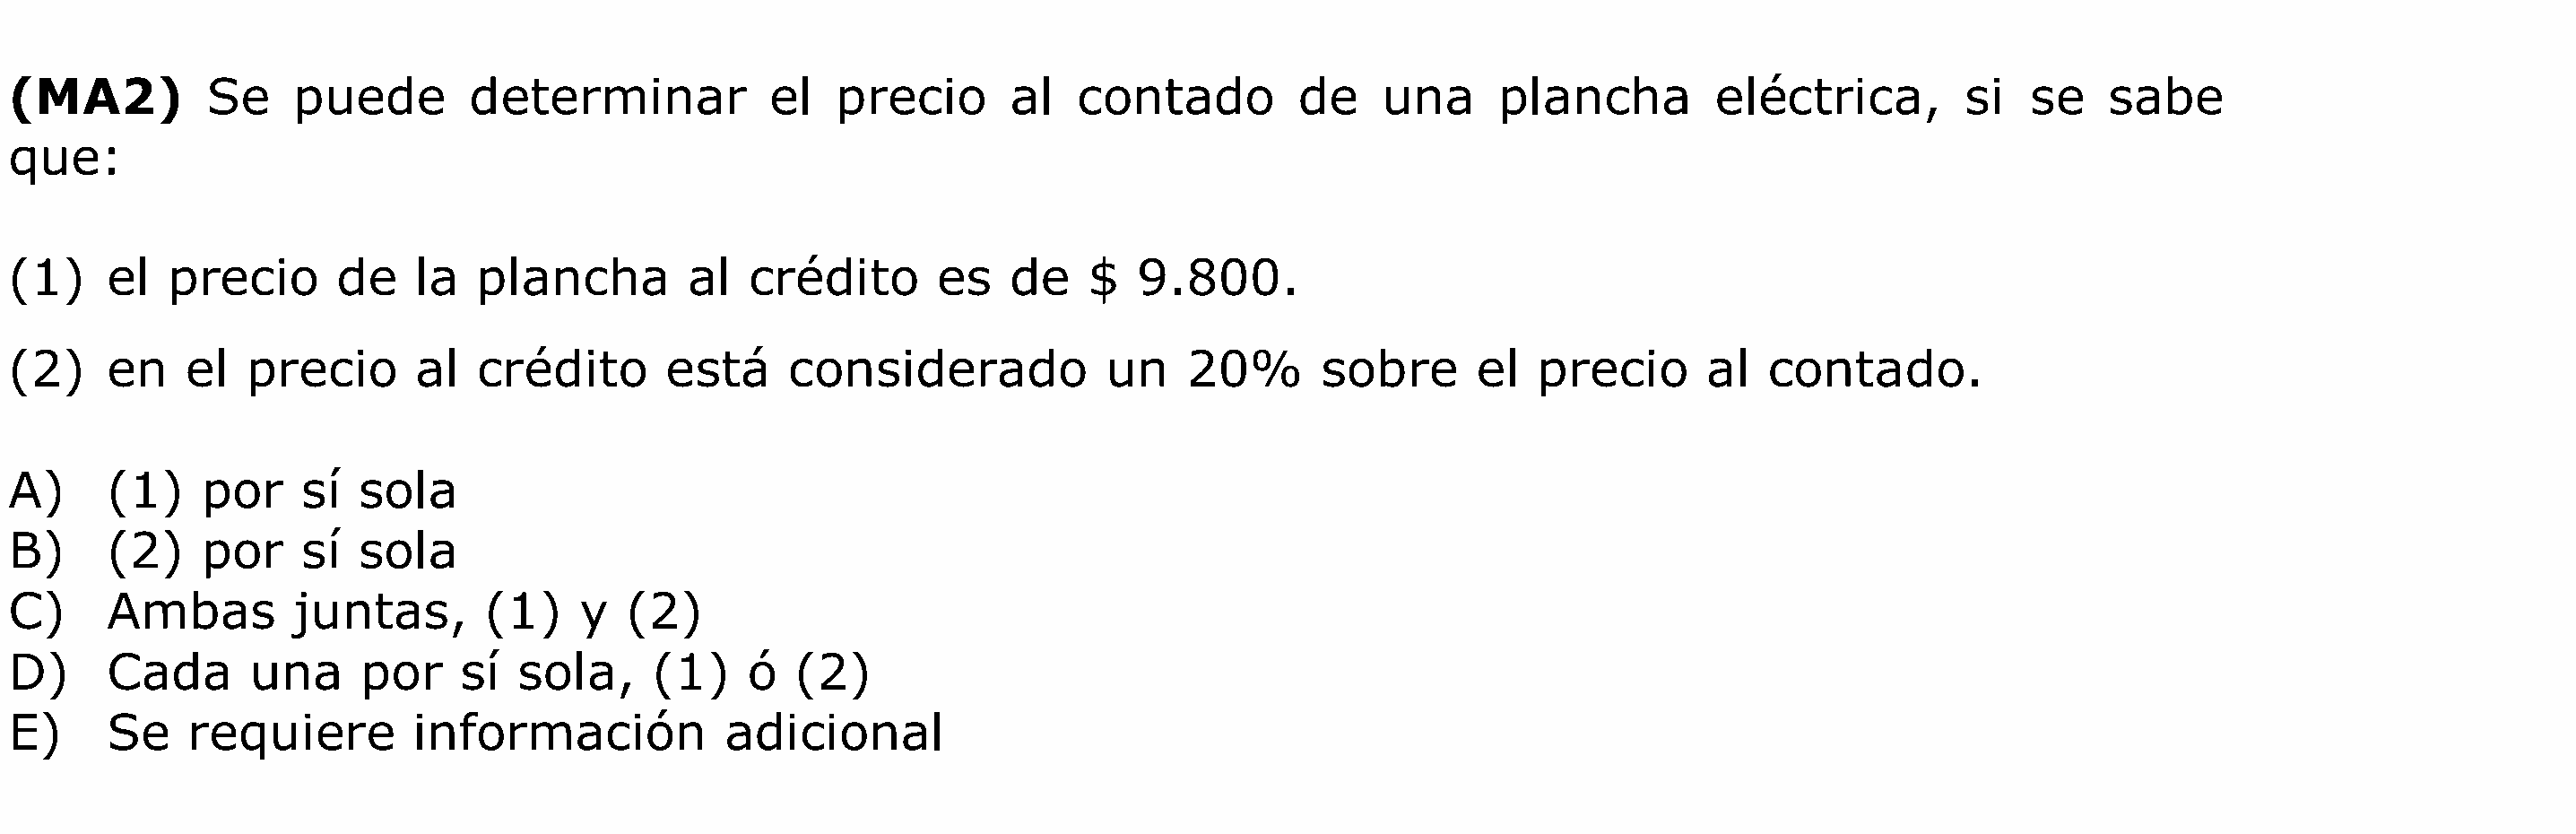 (MA2) Se puede determinar el precio al contado de una plancha eléctrica, si se sabe
que:
(1) el precio de la plancha al crédito es de $ 9.800.
(2) en el precio al crédito está considerado un 20% sobre el precio al contado.
A) (1) por sí sola
B) (2) por sí sola
C) Ambas juntas, (1) y (2)
D) Cada una por sí sola, (1) ó (2)
E) Se requiere información adicional